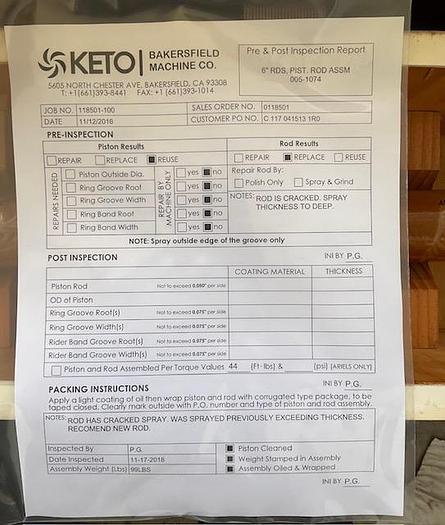 KETO BAKERSFIELD MACHINE CO.
5605 NORTH CHESTER AVE, BAKERSFIELD, CA 93308
T: +1(661)393-8441 FAX: +1 (661)393-1014
Pre & Post Inspection Report
6" RDS, PIST. ROD ASSM
005-1074
JOB NO. 118501-100 SALES ORDER NO. 0118501
DATE 11/12/2018 CUSTOMER PO NO. C 117 041513 1R0
PRE-INSPECTION
Piston Results Rod Results
REPAIR REPLACE REUSE REPAIR REPLACE REUSE
REPAIRS NEEDED
Piston Outside Dia.
Ring Groove Root
Ring Groove Width
Ring Band Root
Ring Band Width
REPAIR BY MACHINE ONLY
yes no
yes no
yes no
yes no
yes no
Repair Rod By:
Polish Only Spray & Grind
NOTES: ROD IS CRACKED. SPRAY
THICKNESS TO DEEP.
NOTE: Spray outside edge of the groove only
POST INSPECTION INI BY P.G.
COATING MATERIAL THICKNESS
Piston Rod Not to exceed 0.090" per side
OD of Piston
Ring Groove Root(s) Not to exceed 0.075" per side
Ring Groove Width(s) Not to exceed 0.075" per side
Rider Band Groove Root(s) Not to exceed 0.075" per side
Rider Band Groove Width(s) Not to exceed 0.075" per side
Piston and Rod Assembled Per Torque Values 44 (Ft-lbs) & (psi) [ARIELS ONLY]
PACKING INSTRUCTIONS INI BY P.G.
Apply a light coating of oil then wrap piston and rod with corrugated type package, to be
taped closed. Clearly mark outside with P.O. number and type of piston and rod assembly.
NOTES: ROD HAS CRACKED SPRAY. WAS SPRAYED PREVIOUSLY EXCEEDING THICKNESS.
RECOMEND NEW ROD.
Inspected By P.G. Piston Cleaned
Date Inspected 11-17-2018 Weight Stamped in Assembly
Assembly Weight (Lbs) 99LBS Assembly Oiled & Wrapped
INI BY P.G.